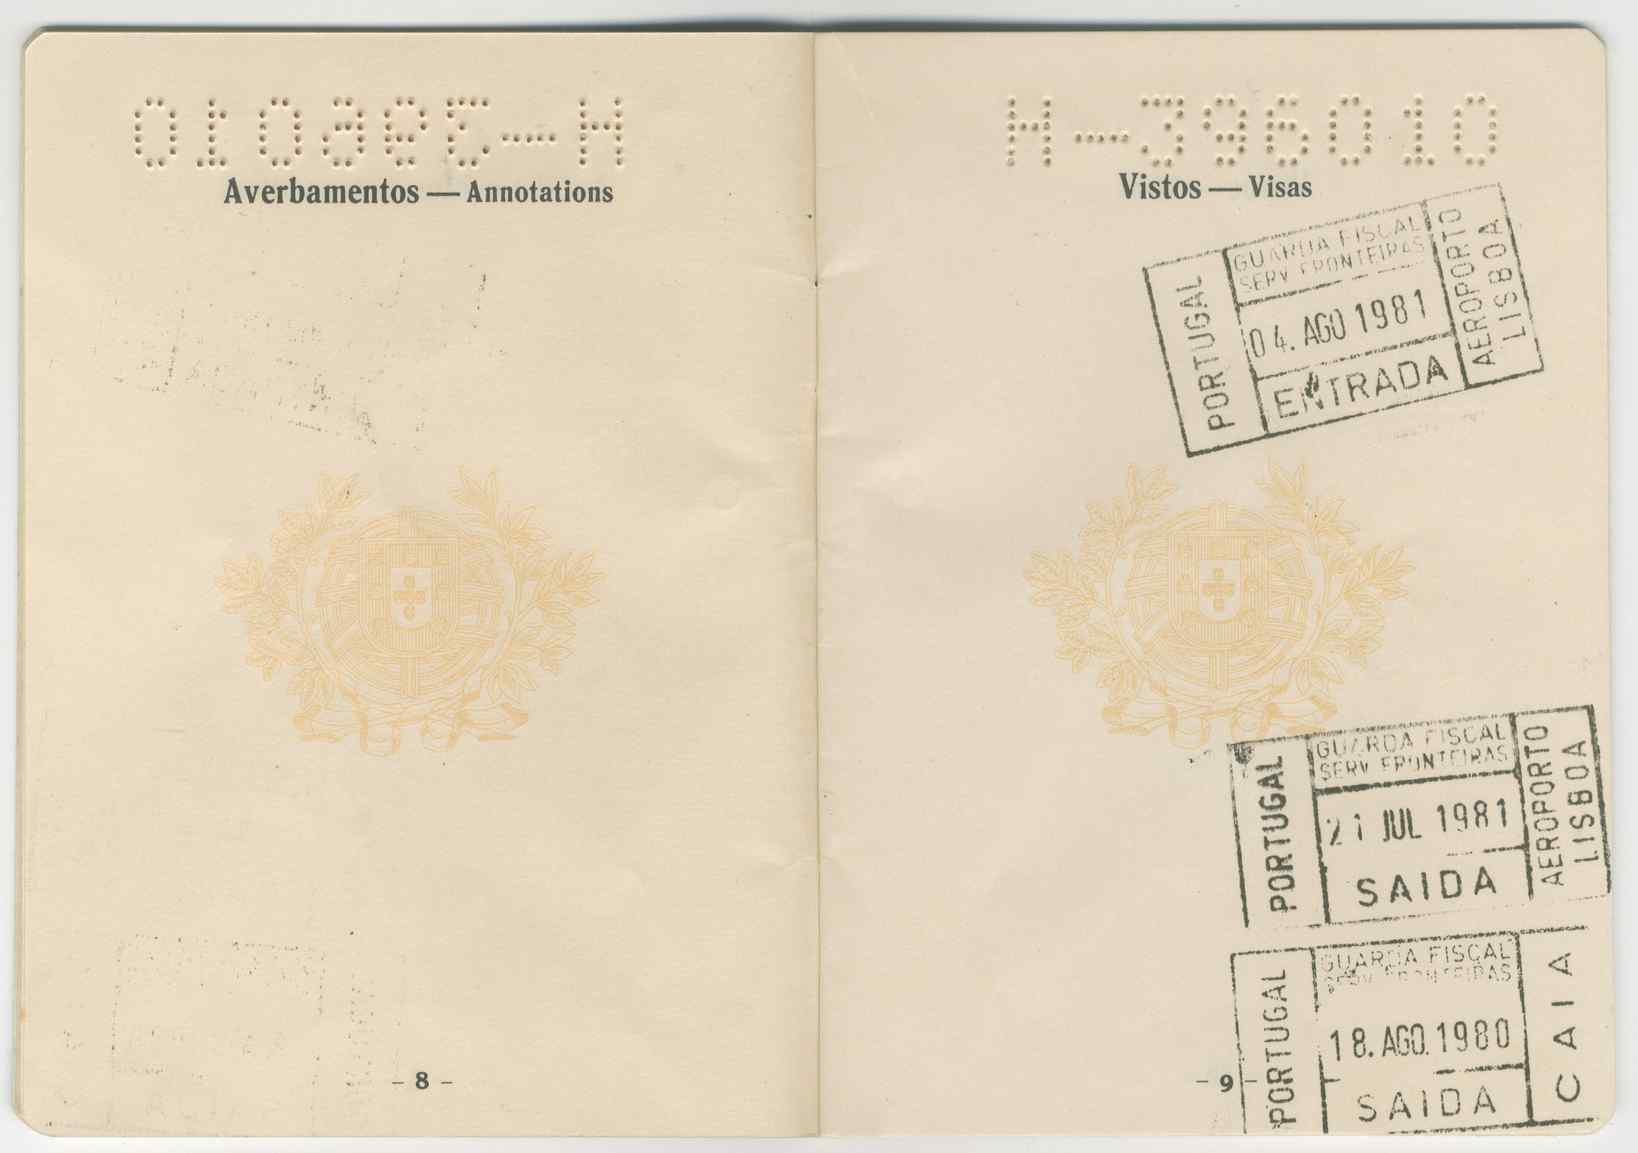 H-396010
Averbamentos — Annotations
- 8 -
H-396010
Vistos — Visas
PORTUGAL
GUARDA FISCAL
SERV FRONTEIRAS
04. AGO 1981
ENTRADA
AEROPORTO
LISBOA
PORTUGAL
GUARDA FISCAL
SERV FRONTEIRAS
21 JUL 1981
SAIDA
AEROPORTO
LISBOA
PORTUGAL
GUARDA FISCAL
SERV FRONTEIRAS
18. AGO. 1980
SAIDA
CAIA
- 9 -